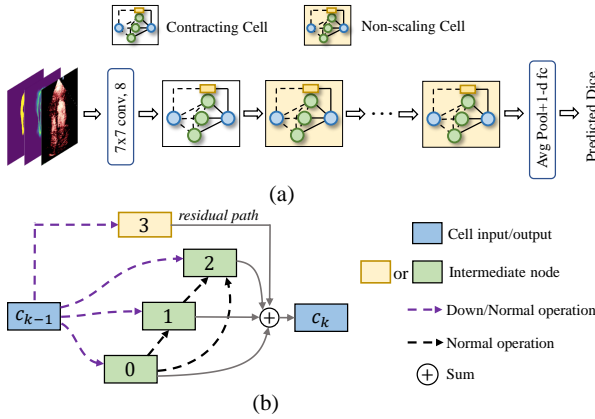 Contracting Cell
Non-scaling Cell
7x7 conv, 8
...
Avg Pool+1-d fc
Predicted Dice
(a)
residual path
3
2
1
0
c_{k-1}
c_k
Cell input/output
or Intermediate node
Down/Normal operation
Normal operation
+ Sum
(b)